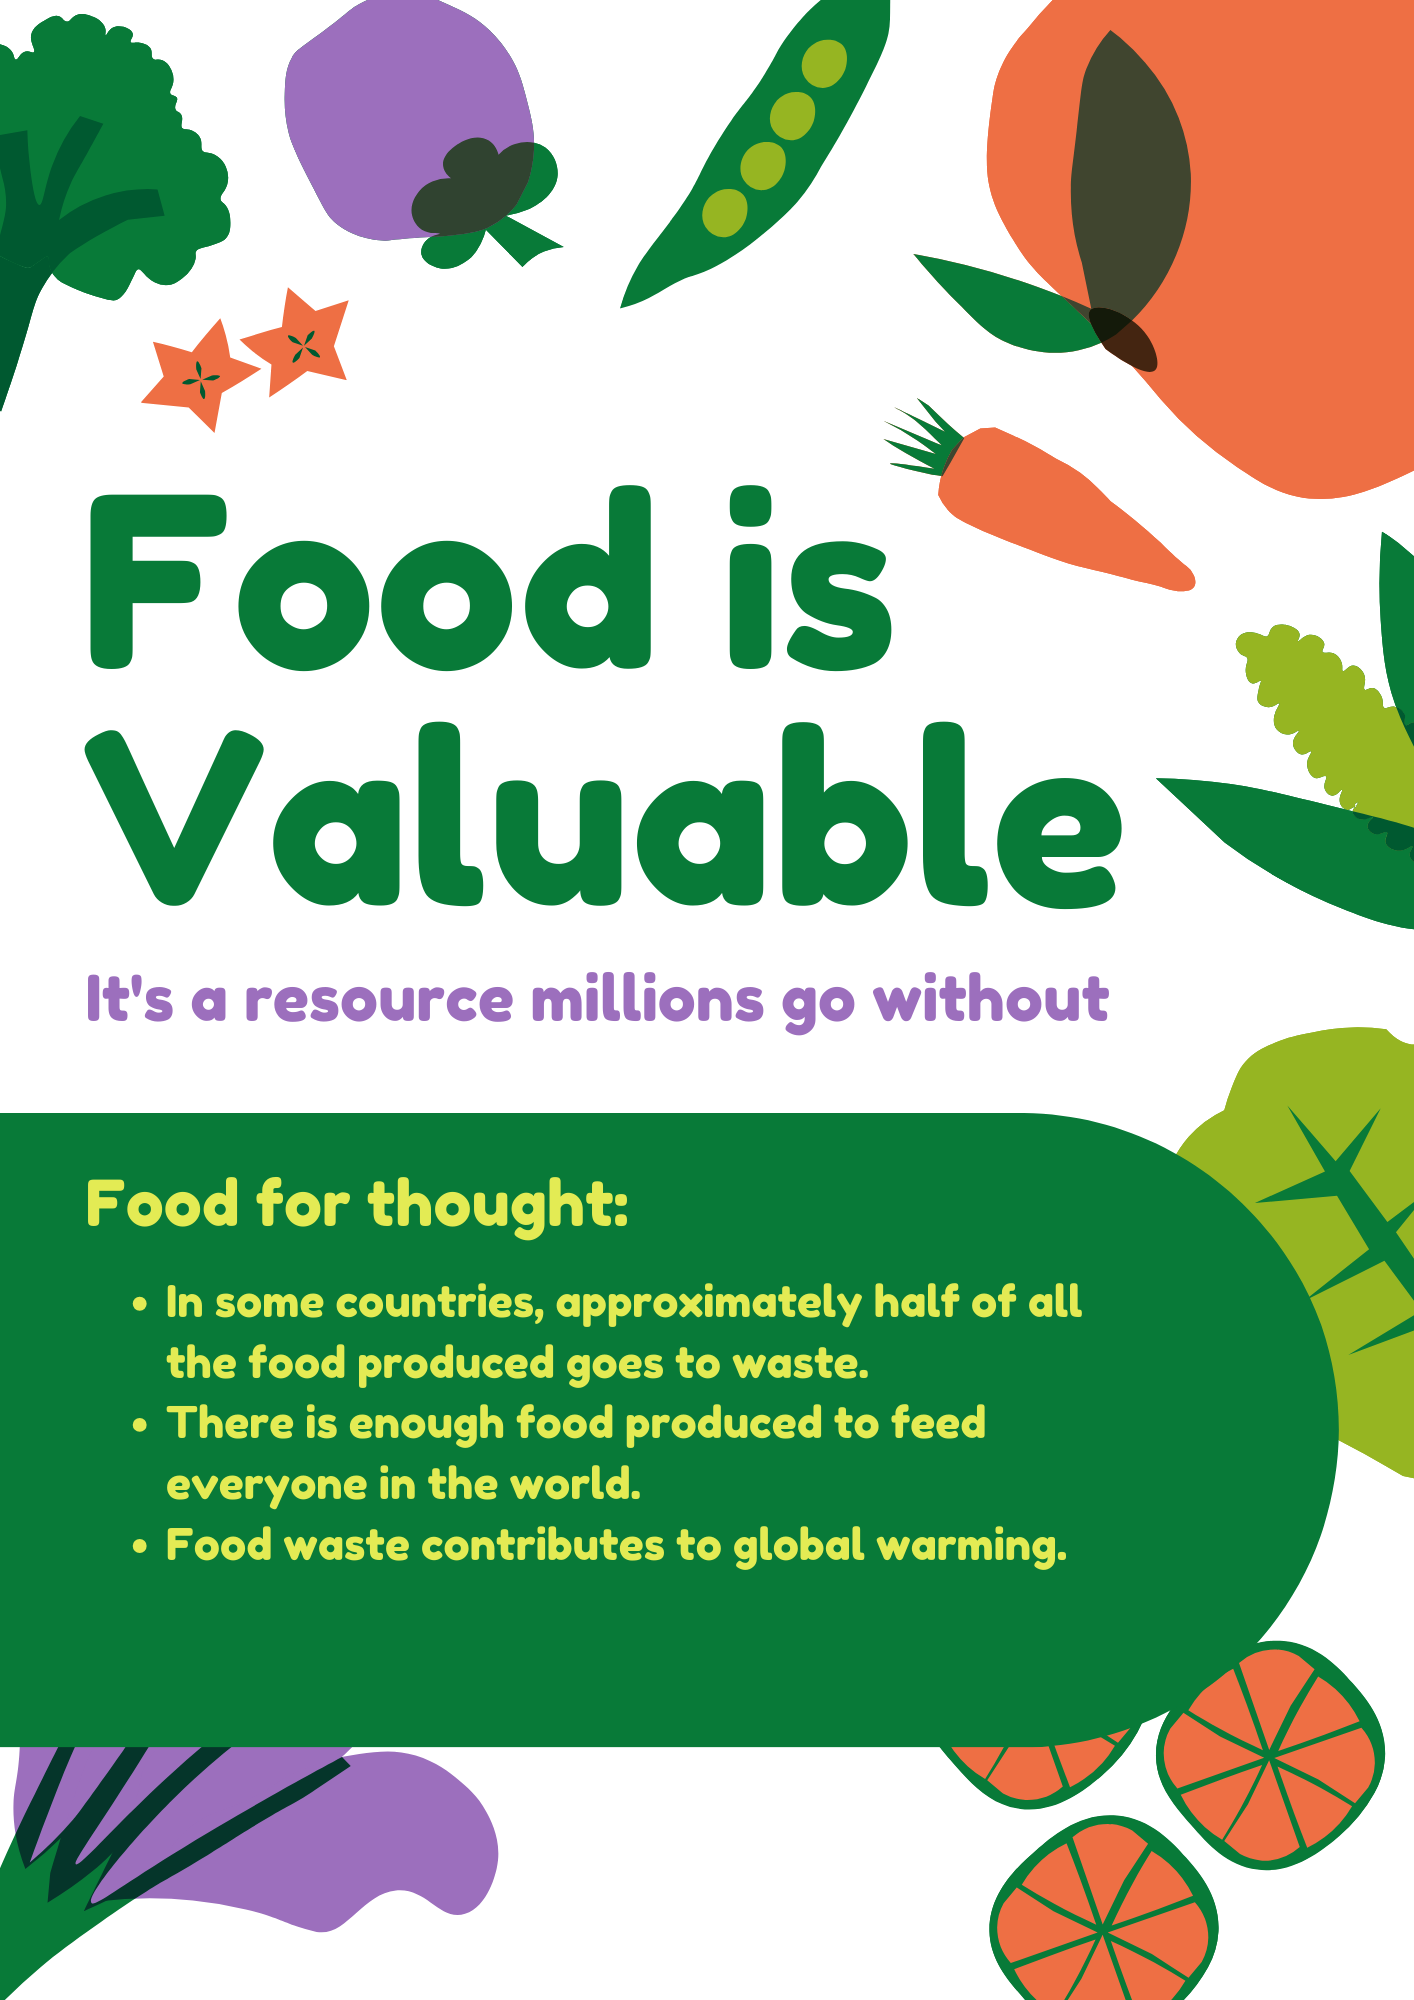 Food is
Valuable
It's a resource millions go without
Food for thought:
• In some countries, approximately half of all
the food produced goes to waste.
• There is enough food produced to feed
everyone in the world.
• Food waste contributes to global warming.